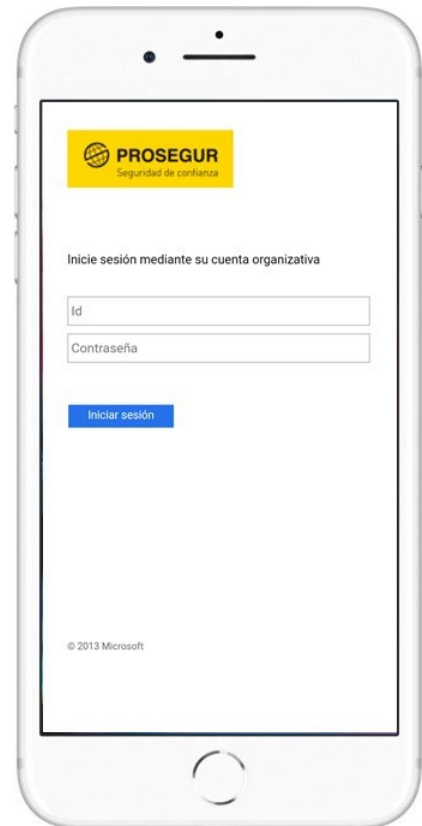 PROSEGUR
Seguridad de confianza
Inicie sesión mediante su cuenta organizativa
Id
Contraseña
Iniciar sesión
© 2013 Microsoft